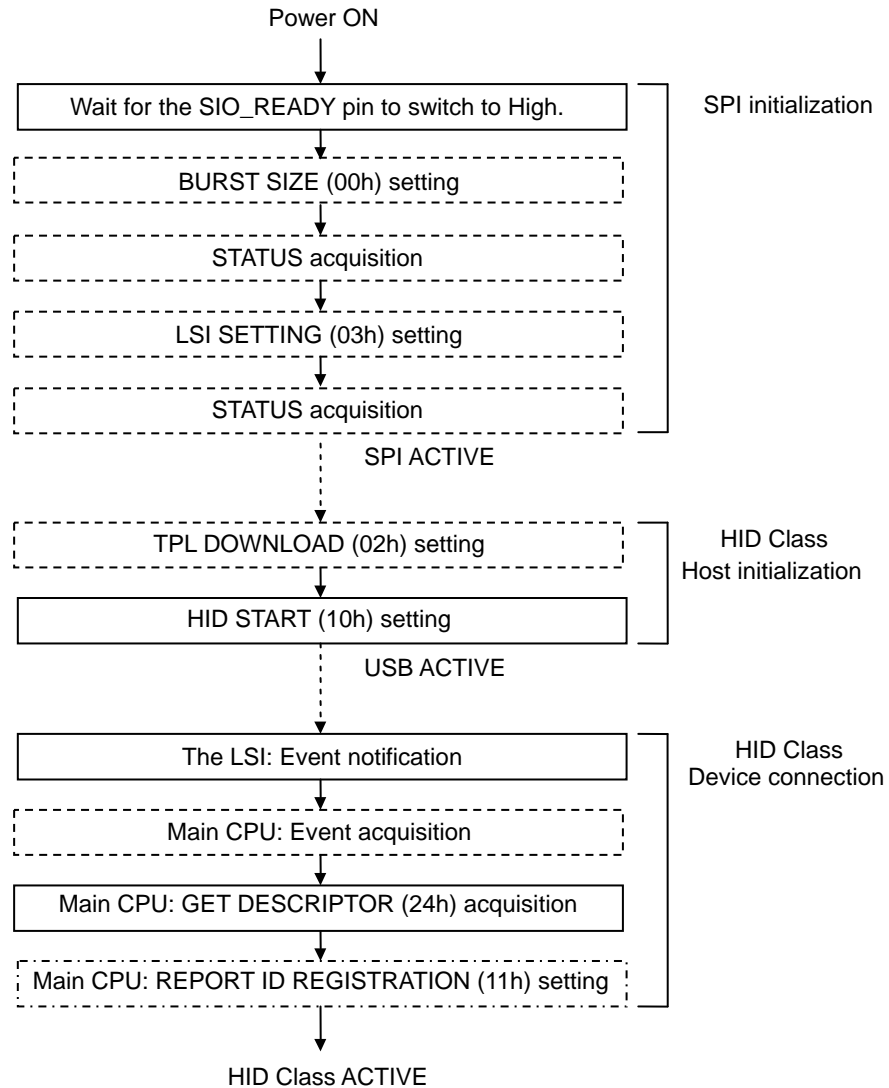 Power ON
Wait for the SIO_READY pin to switch to High.
SPI initialization
BURST SIZE (00h) setting
STATUS acquisition
LSI SETTING (03h) setting
STATUS acquisition
SPI ACTIVE
TPL DOWNLOAD (02h) setting
HID Class
Host initialization
HID START (10h) setting
USB ACTIVE
The LSI: Event notification
HID Class
Device connection
Main CPU: Event acquisition
Main CPU: GET DESCRIPTOR (24h) acquisition
Main CPU: REPORT ID REGISTRATION (11h) setting
HID Class ACTIVE